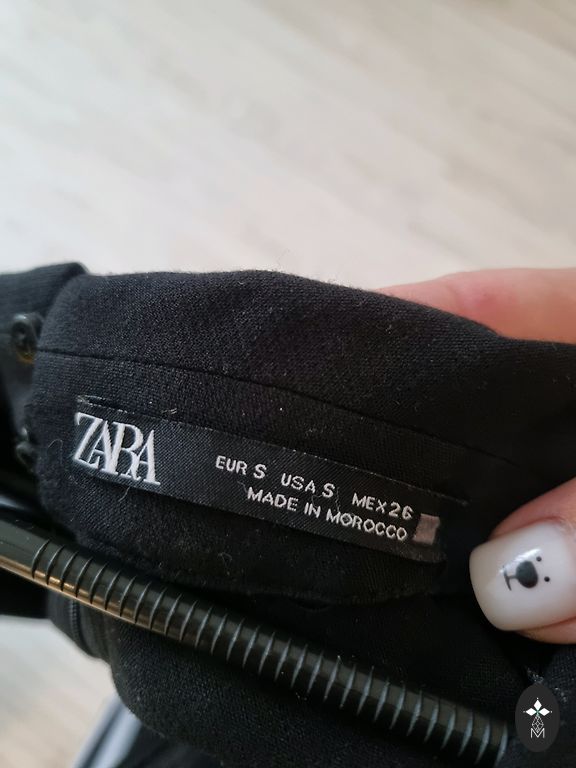 ZARA
EUR S USA S MEX 26
MADE IN MOROCCO
M